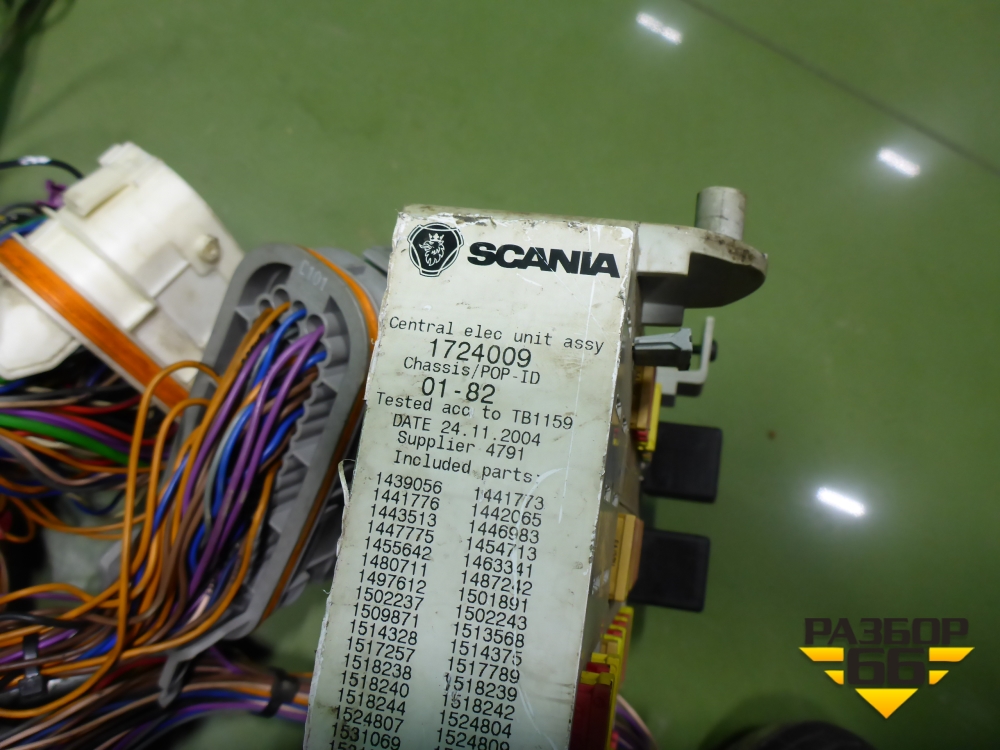 C101
SCANIA
Central elec unit assy
1724009
Chassis/POP-ID
01-82
Tested acc to TB1159
DATE 24.11.2004
Supplier 4791
Included parts:
1439056 1441773
1441776 1442065
1443513 1446983
1447775 1454713
1455642 1463341
1480711 1487242
1497612 1501891
1502237 1502243
1509871 1513568
1514328 1514375
1517257 1517789
1518238 1518239
1518240 1518242
1518244 1524804
1524807 1524809
1531069
РАЗБОР
66